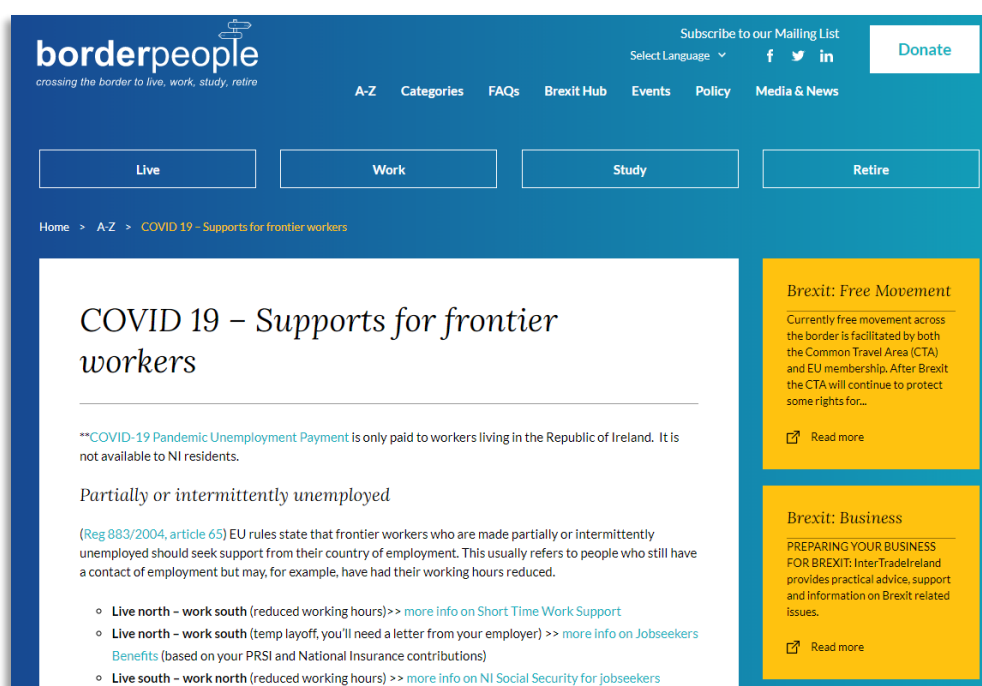 Subscribe to our Mailing List
borderpeople
crossing the border to live, work, study, retire
Select Language
f
in
Donate
A-Z Categories FAQs Brexit Hub Events Policy Media & News
Live Work Study Retire
Home > A-Z > COVID 19 – Supports for frontier workers
COVID 19 – Supports for frontier
workers
**COVID-19 Pandemic Unemployment Payment is only paid to workers living in the Republic of Ireland. It is
not available to NI residents.
Partially or intermittently unemployed
(Reg 883/2004, article 65) EU rules state that frontier workers who are made partially or intermittently
unemployed should seek support from their country of employment. This usually refers to people who still have
a contact of employment but may, for example, have had their working hours reduced.
Live north – work south (reduced working hours)>> more info on Short Time Work Support
Live north – work south (temp layoff, you'll need a letter from your employer) >> more info on Jobseekers
Benefits (based on your PRSI and National Insurance contributions)
Live south – work north (reduced working hours) >> more info on NI Social Security for jobseekers
Brexit: Free Movement
Currently free movement across
the border is facilitated by both
the Common Travel Area (CTA)
and EU membership. After Brexit
the CTA will continue to protect
some rights for...
Read more
Brexit: Business
PREPARING YOUR BUSINESS
FOR BREXIT: InterTradeIreland
provides practical advice, support
and information on Brexit related
issues.
Read more